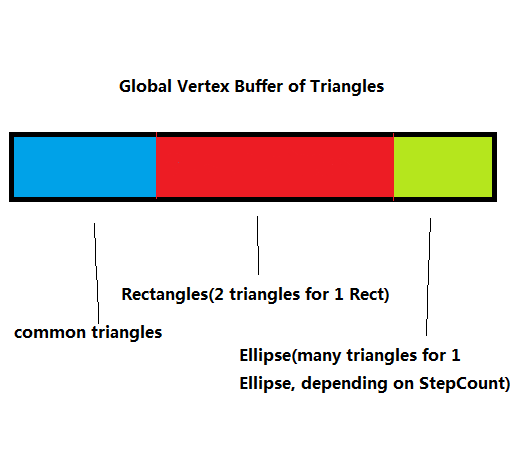 Global Vertex Buffer of Triangles
Rectangles(2 triangles for 1 Rect)
common triangles
Ellipse(many triangles for 1
Ellipse, depending on StepCount)